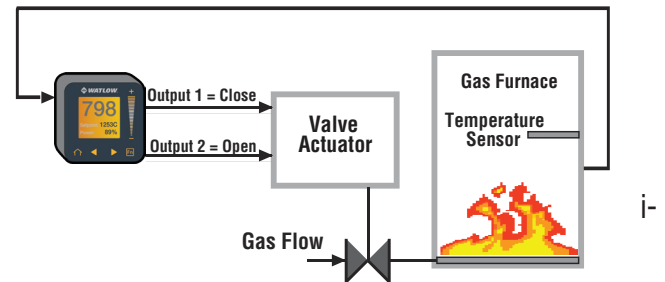 WATLOW
798
1253C
89%
Output 1 = Close
Output 2 = Open
Valve
Actuator
Gas Furnace
Temperature
Sensor
Gas Flow
i-